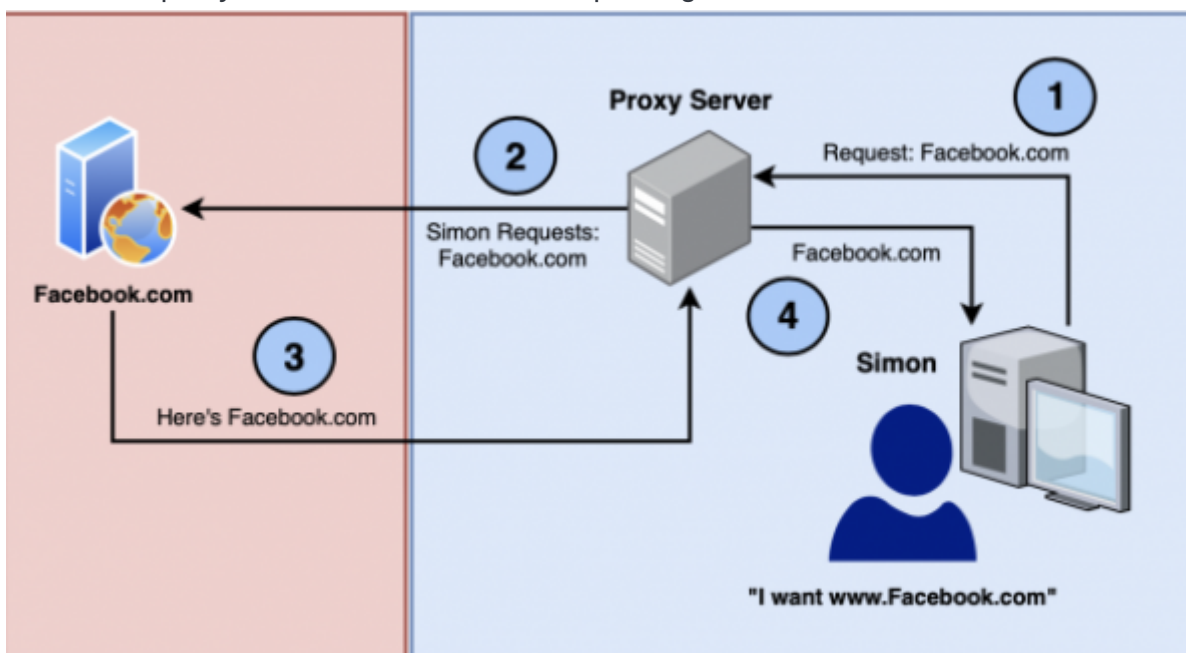 Proxy Server
1
Request: Facebook.com
2
Simon Requests:
Facebook.com
Facebook.com
Facebook.com
4
3
Simon
Here's Facebook.com
"I want www.Facebook.com"